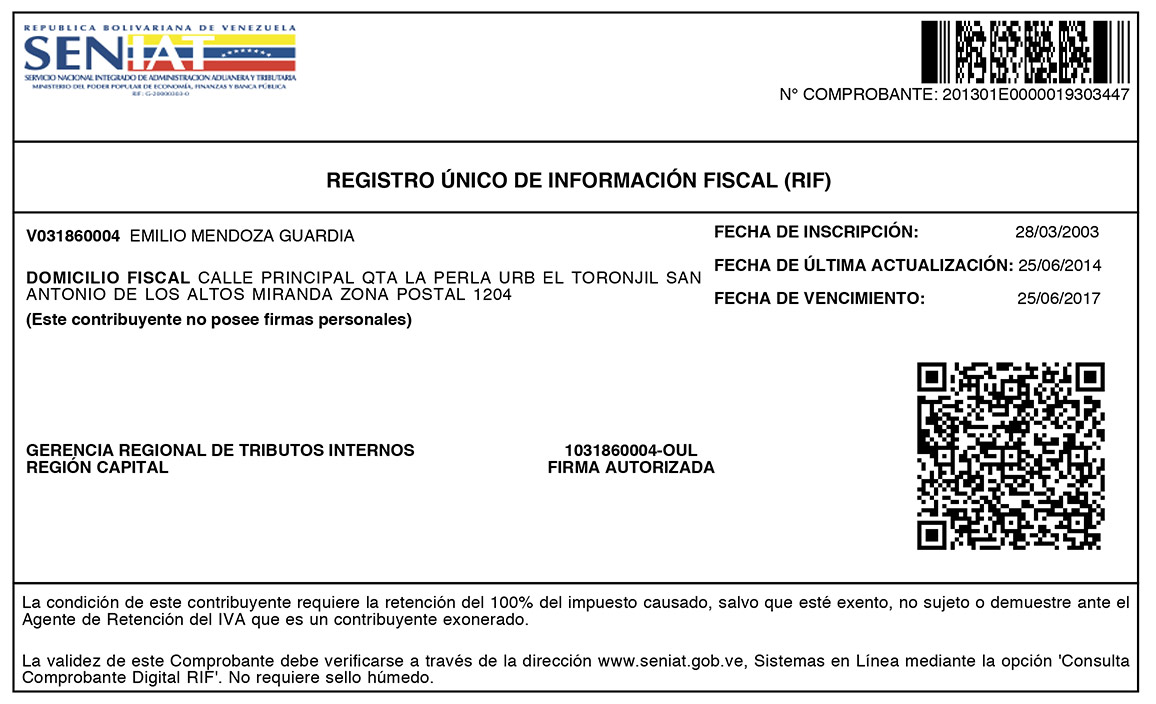 REPUBLICA BOLIVARIANA DE VENEZUELA
SENIAT
SERVICIO NACIONAL INTEGRADO DE ADMINISTRACION ADUANERA Y TRIBUTARIA
MINISTERIO DEL PODER POPULAR DE ECONOMÍA, FINANZAS Y BANCA PÚBLICA
RIF: G-20000303-0
N° COMPROBANTE: 201301E0000019303447
REGISTRO ÚNICO DE INFORMACIÓN FISCAL (RIF)
V031860004 EMILIO MENDOZA GUARDIA
DOMICILIO FISCAL CALLE PRINCIPAL QTA LA PERLA URB EL TORONJIL SAN
ANTONIO DE LOS ALTOS MIRANDA ZONA POSTAL 1204
(Este contribuyente no posee firmas personales)
FECHA DE INSCRIPCIÓN: 28/03/2003
FECHA DE ÚLTIMA ACTUALIZACIÓN: 25/06/2014
FECHA DE VENCIMIENTO: 25/06/2017
GERENCIA REGIONAL DE TRIBUTOS INTERNOS
REGIÓN CAPITAL
1031860004-OUL
FIRMA AUTORIZADA
La condición de este contribuyente requiere la retención del 100% del impuesto causado, salvo que esté exento, no sujeto o demuestre ante el
Agente de Retención del IVA que es un contribuyente exonerado.
La validez de este Comprobante debe verificarse a través de la dirección www.seniat.gob.ve, Sistemas en Línea mediante la opción 'Consulta
Comprobante Digital RIF'. No requiere sello húmedo.